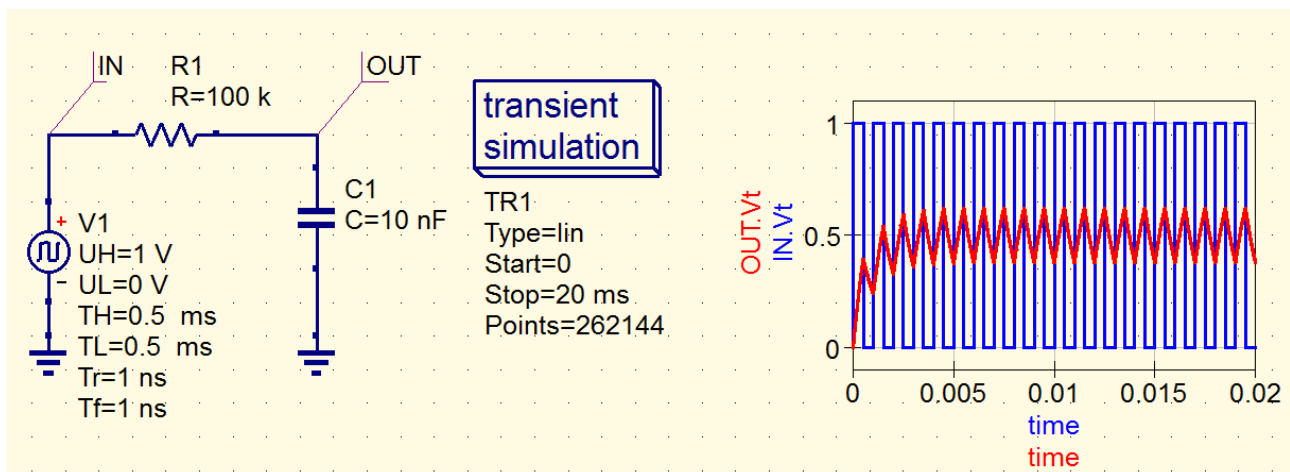 IN
R1
R=100 k
OUT
+
V1
UH=1 V
UL=0 V
-
TH=0.5  ms
TL=0.5  ms
Tr=1 ns
Tf=1 ns
C1
C=10 nF
transient
simulation
TR1
Type=lin
Start=0
Stop=20 ms
Points=262144
OUT.Vt
IN.Vt
1
0.5
0
0 0.005 0.01 0.015 0.02
time
time